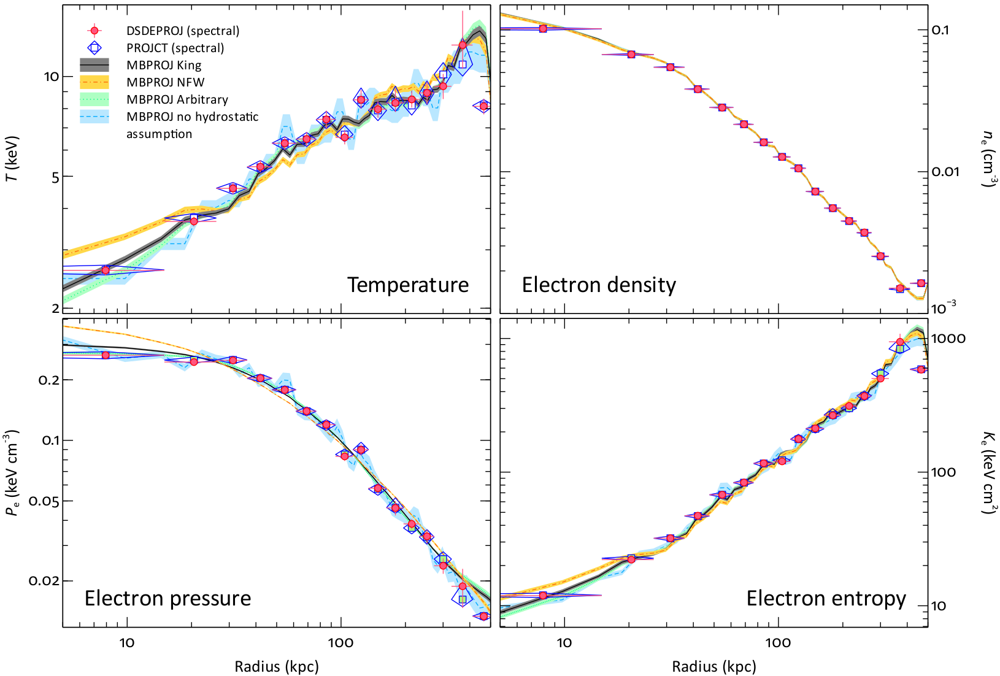 DSDEPROJ (spectral)
PROJCT (spectral)
MBPROJ King
MBPROJ NFW
MBPROJ Arbitrary
MBPROJ no hydrostatic
assumption
10
5
2
T (keV)
Temperature
Electron density
0.1
0.01
10⁻³
nₑ (cm⁻³)
0.2
0.1
0.05
0.02
Pₑ (keV cm⁻³)
Electron pressure
10
100
Radius (kpc)
Electron entropy
1000
100
10
Kₑ (keV cm²)
10
100
Radius (kpc)